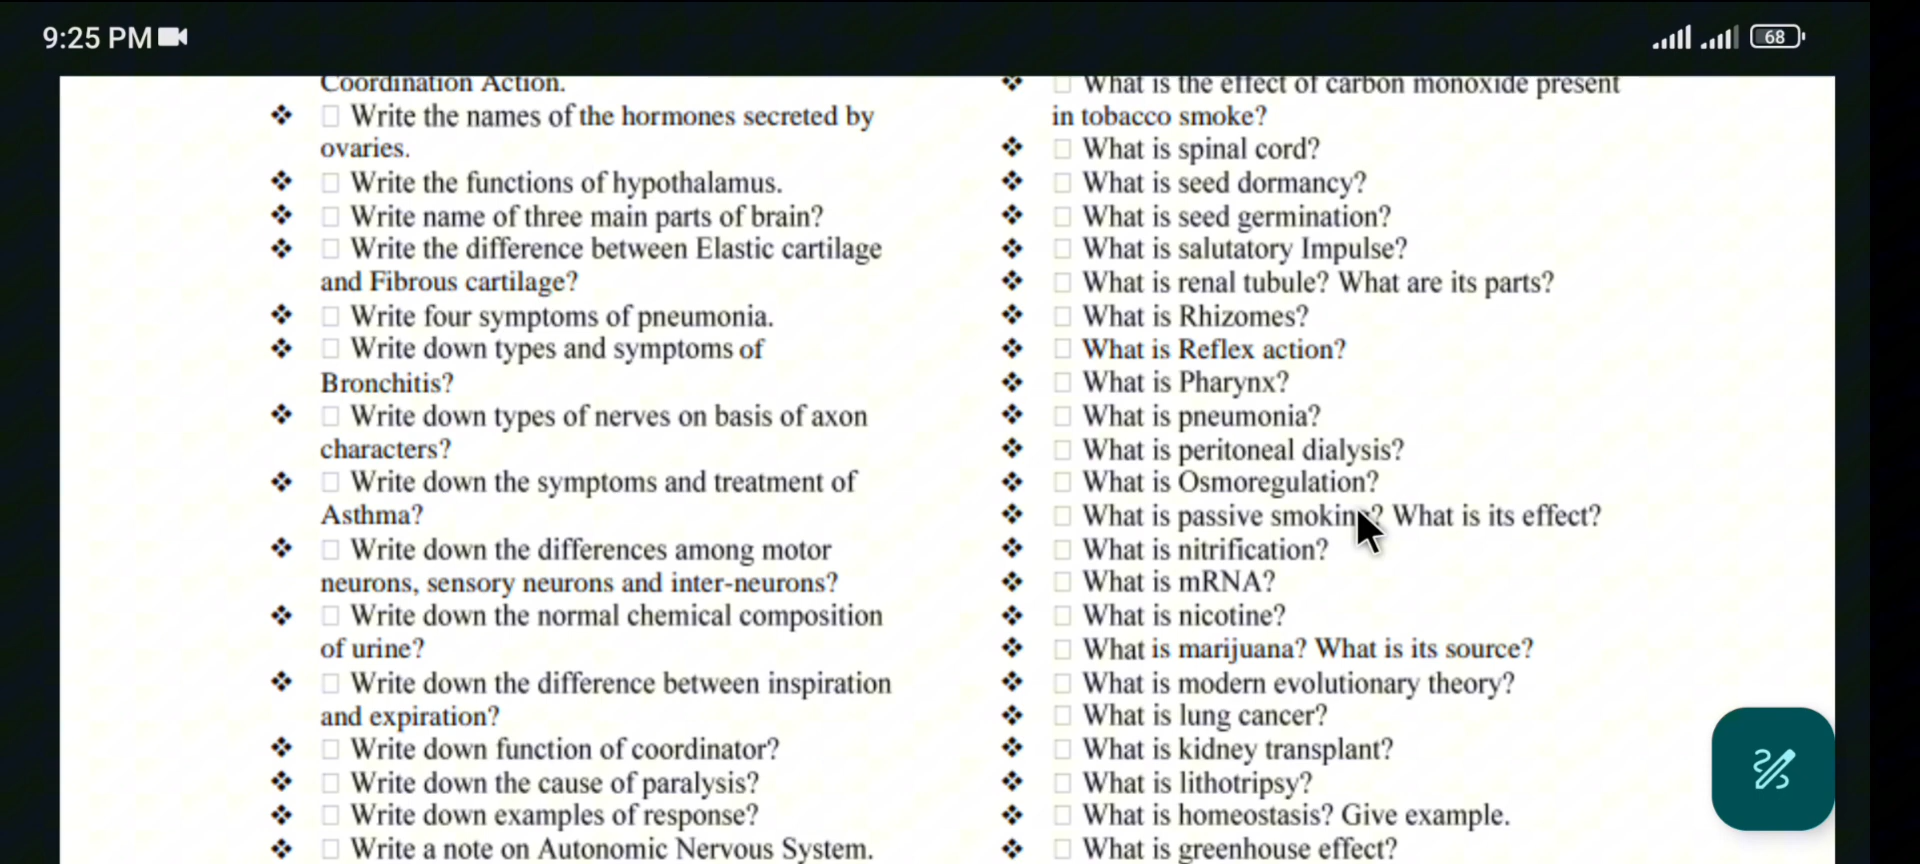 9:25 PM
68
Coordination Action.
Write the names of the hormones secreted by
ovaries.
Write the functions of hypothalamus.
Write name of three main parts of brain?
Write the difference between Elastic cartilage
and Fibrous cartilage?
Write four symptoms of pneumonia.
Write down types and symptoms of
Bronchitis?
Write down types of nerves on basis of axon
characters?
Write down the symptoms and treatment of
Asthma?
Write down the differences among motor
neurons, sensory neurons and inter-neurons?
Write down the normal chemical composition
of urine?
Write down the difference between inspiration
and expiration?
Write down function of coordinator?
Write down the cause of paralysis?
Write down examples of response?
Write a note on Autonomic Nervous System.
What is the effect of carbon monoxide present
in tobacco smoke?
What is spinal cord?
What is seed dormancy?
What is seed germination?
What is salutatory Impulse?
What is renal tubule? What are its parts?
What is Rhizomes?
What is Reflex action?
What is Pharynx?
What is pneumonia?
What is peritoneal dialysis?
What is Osmoregulation?
What is passive smoking? What is its effect?
What is nitrification?
What is mRNA?
What is nicotine?
What is marijuana? What is its source?
What is modern evolutionary theory?
What is lung cancer?
What is kidney transplant?
What is lithotripsy?
What is homeostasis? Give example.
What is greenhouse effect?